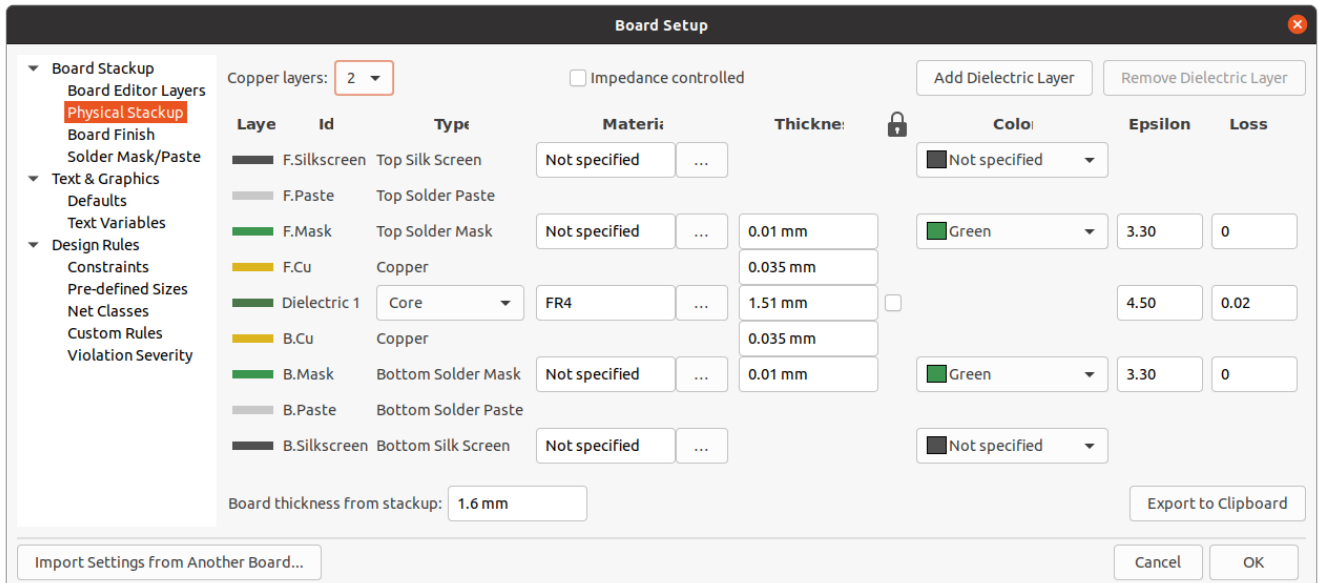 Board Setup
Board Stackup
Board Editor Layers
Physical Stackup
Board Finish
Solder Mask/Paste
Text & Graphics
Defaults
Text Variables
Design Rules
Constraints
Pre-defined Sizes
Net Classes
Custom Rules
Violation Severity
Copper layers: 2 Impedance controlled Add Dielectric Layer Remove Dielectric Layer
Laye Id Type Materia Thicknes Color Epsilon Loss
F.Silkscreen Top Silk Screen Not specified ... Not specified
F.Paste Top Solder Paste
F.Mask Top Solder Mask Not specified ... 0.01 mm Green 3.30 0
F.Cu Copper 0.035 mm
Dielectric 1 Core FR4 ... 1.51 mm 4.50 0.02
B.Cu Copper 0.035 mm
B.Mask Bottom Solder Mask Not specified ... 0.01 mm Green 3.30 0
B.Paste Bottom Solder Paste
B.Silkscreen Bottom Silk Screen Not specified ... Not specified
Board thickness from stackup: 1.6 mm Export to Clipboard
Import Settings from Another Board... Cancel OK